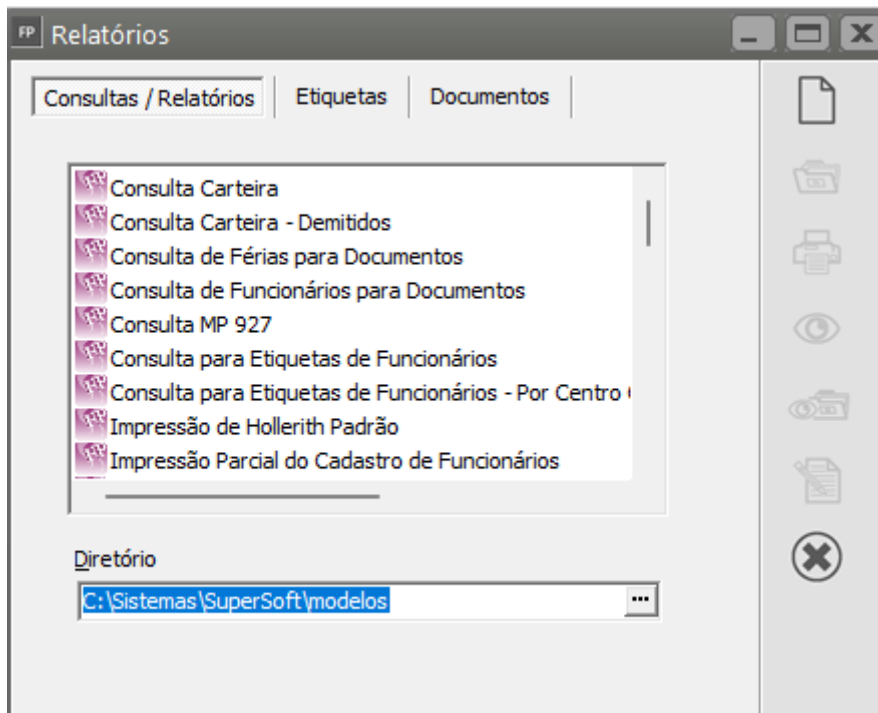 FP Relatórios
Consultas / Relatórios Etiquetas Documentos
Consulta Carteira
Consulta Carteira - Demitidos
Consulta de Férias para Documentos
Consulta de Funcionários para Documentos
Consulta MP 927
Consulta para Etiquetas de Funcionários
Consulta para Etiquetas de Funcionários - Por Centro
Impressão de Hollerith Padrão
Impressão Parcial do Cadastro de Funcionários
Diretório
C:\Sistemas\SuperSoft\modelos ...